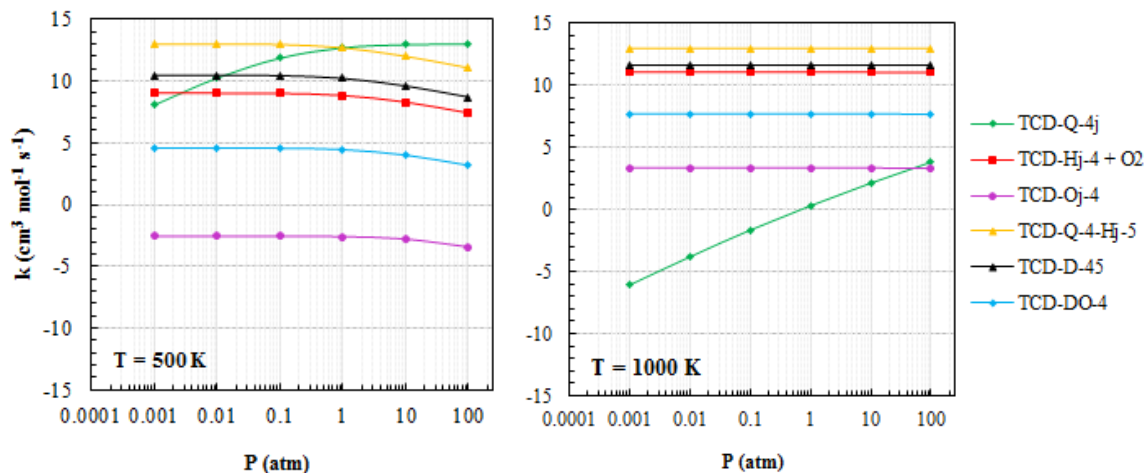 15
10
5
0
-5
-10
-15
k (cm³ mol⁻¹ s⁻¹)
T = 500 K
0.0001 0.001 0.01 0.1 1 10 100
P (atm)
15
10
5
0
-5
-10
-15
T = 1000 K
0.0001 0.001 0.01 0.1 1 10 100
P (atm)
TCD-Q-4j
TCD-Hj-4 + O2
TCD-Oj-4
TCD-Q-4-Hj-5
TCD-D-45
TCD-DO-4